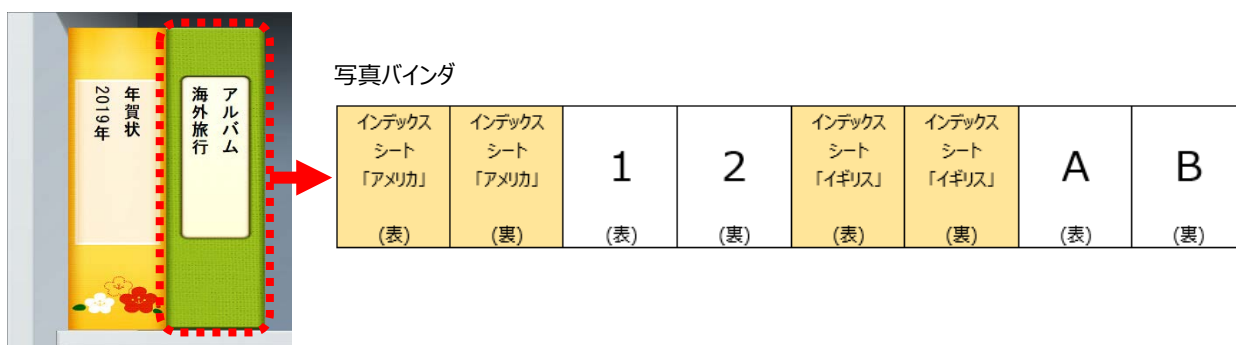 年賀状
2019年
アルバム
海外旅行
写真バインダ
インデックス
シート
「アメリカ」
(表)
インデックス
シート
「アメリカ」
(裏)
1
(表)
2
(裏)
インデックス
シート
「イギリス」
(表)
インデックス
シート
「イギリス」
(裏)
A
(表)
B
(裏)